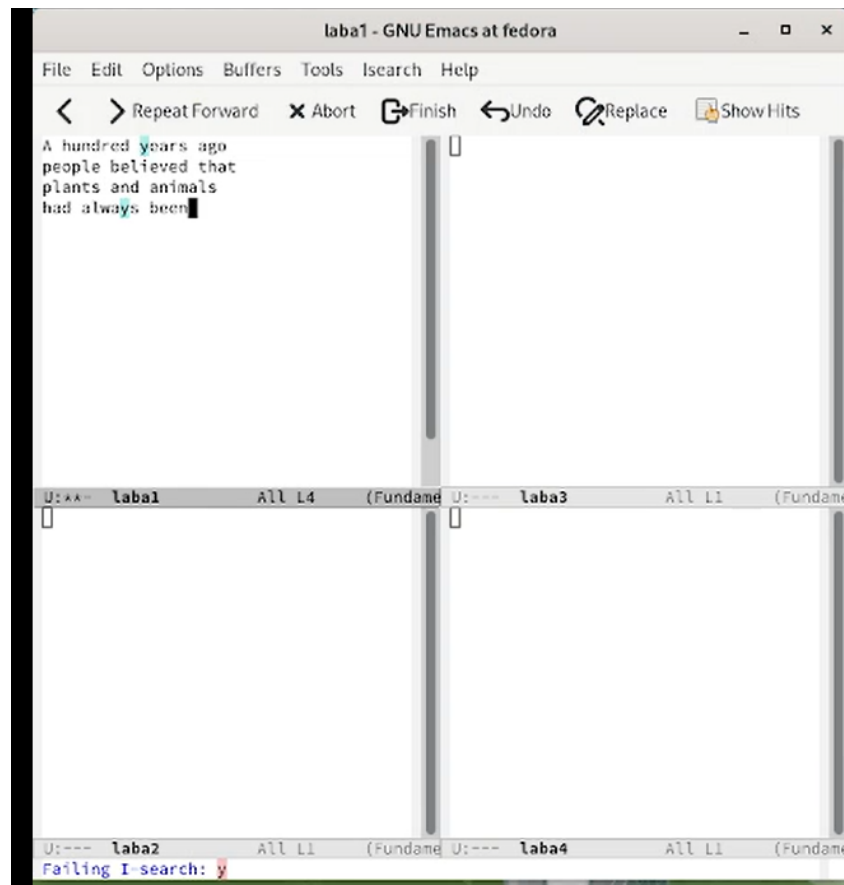 laba1 - GNU Emacs at fedora
File Edit Options Buffers Tools Isearch Help
Repeat Forward Abort Finish Undo Replace Show Hits
A hundred years ago
people believed that
plants and animals
had always been
U:**- laba1 All L4 (Fundame
U:--- laba3 All L1 (Fundam
U:--- laba2 All L1 (Fundame
U:--- laba4 All L1 (Fundam
Failing I-search: y